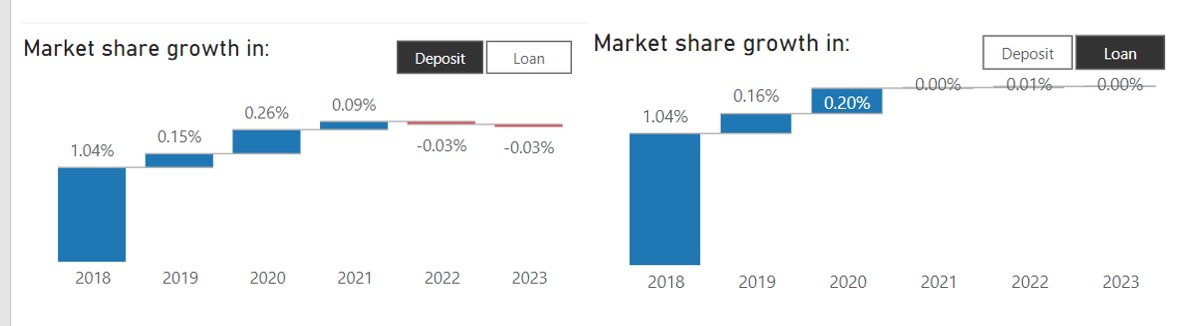 Market share growth in:
Deposit
Loan
1.04%
0.15%
0.26%
0.09%
-0.03%
-0.03%
2018 2019 2020 2021 2022 2023
Market share growth in:
Deposit
Loan
1.04%
0.16%
0.20%
0.00%
0.01%
0.00%
2018 2019 2020 2021 2022 2023